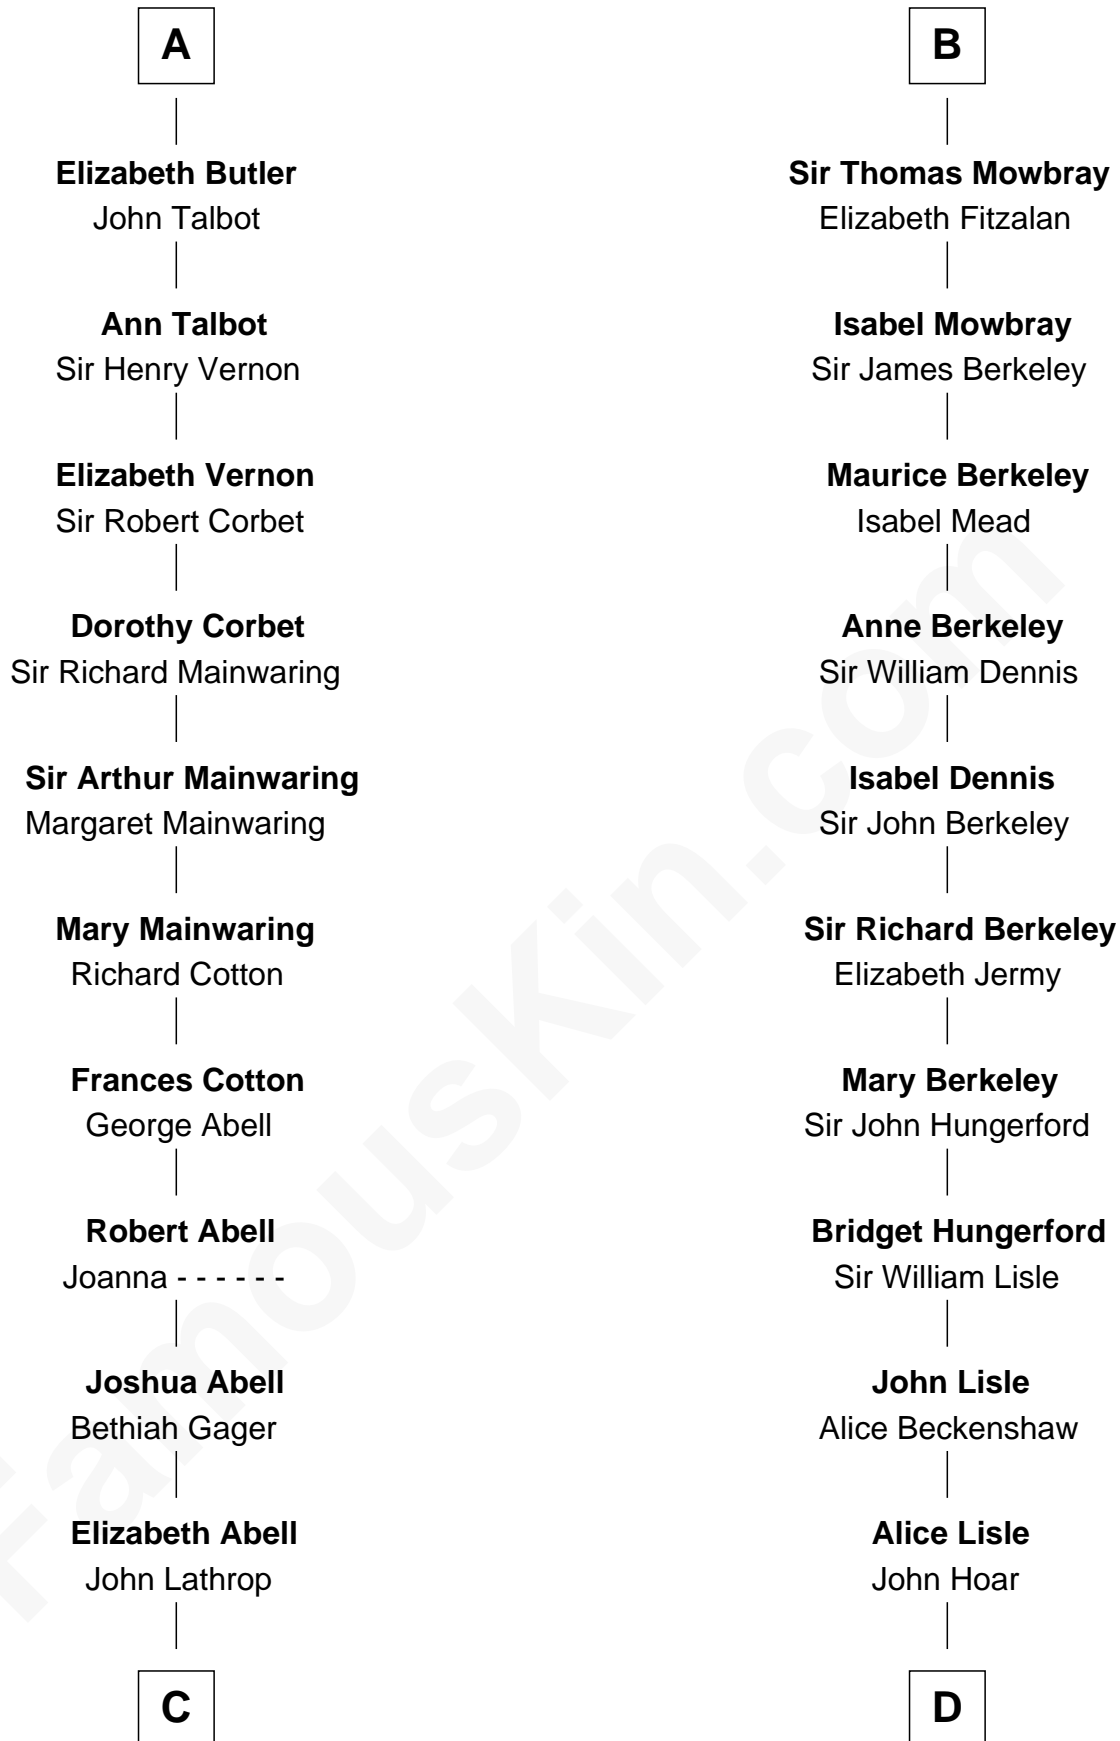 A
Elizabeth Butler
John Talbot
Ann Talbot
Sir Henry Vernon
Elizabeth Vernon
Sir Robert Corbet
Dorothy Corbet
Sir Richard Mainwaring
Sir Arthur Mainwaring
Margaret Mainwaring
Mary Mainwaring
Richard Cotton
Frances Cotton
George Abell
Robert Abell
Joanna - - - - - -
Joshua Abell
Bethiah Gager
Elizabeth Abell
John Lathrop
C
B
Sir Thomas Mowbray
Elizabeth Fitzalan
Isabel Mowbray
Sir James Berkeley
Maurice Berkeley
Isabel Mead
Anne Berkeley
Sir William Dennis
Isabel Dennis
Sir John Berkeley
Sir Richard Berkeley
Elizabeth Jermy
Mary Berkeley
Sir John Hungerford
Bridget Hungerford
Sir William Lisle
John Lisle
Alice Beckenshaw
Alice Lisle
John Hoar
D
FamousKin.com